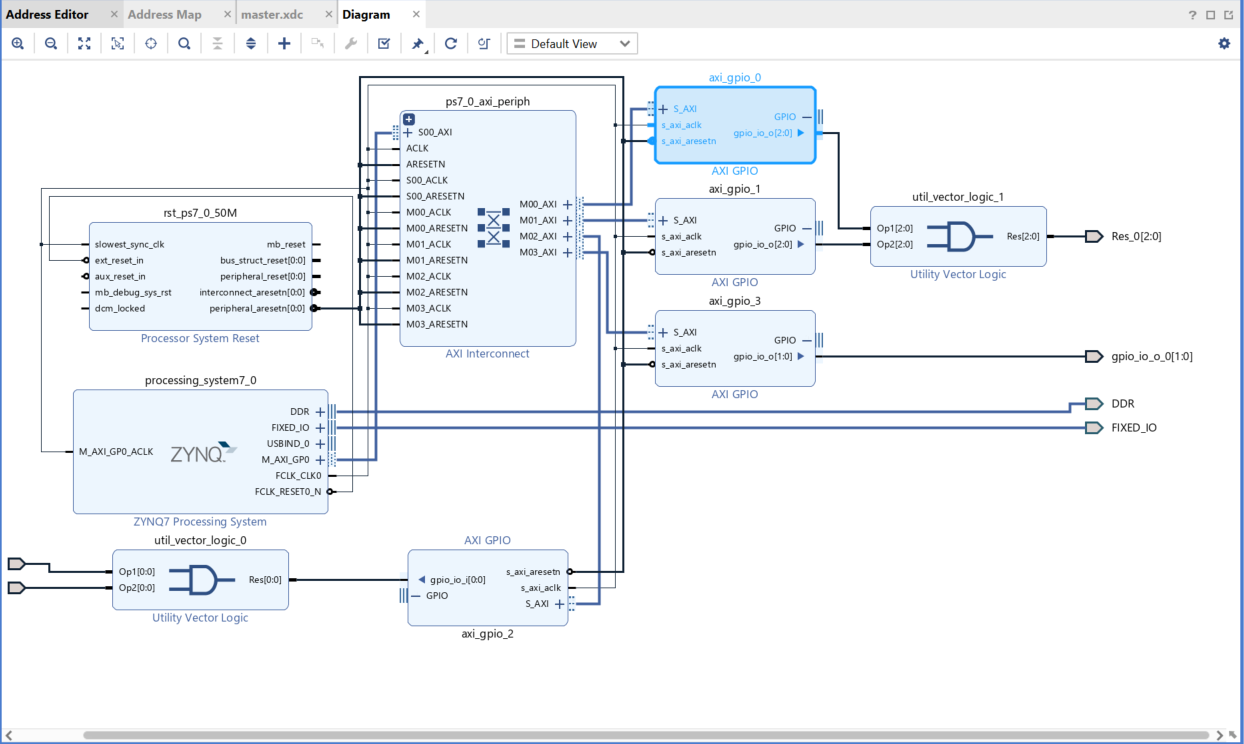 Address Editor × Address Map × master.xdc × Diagram ×
?
Default View
ps7_0_axi_periph
S00_AXI
ACLK
ARESETN
S00_ACLK
S00_ARESETN
M00_ACLK
M00_ARESETN
M01_ACLK
M01_ARESETN
M02_ACLK
M02_ARESETN
M03_ACLK
M03_ARESETN
M00_AXI
M01_AXI
M02_AXI
M03_AXI
AXI Interconnect
axi_gpio_0
S_AXI
s_axi_aclk
s_axi_aresetn
GPIO
gpio_io_o[2:0]
AXI GPIO
axi_gpio_1
S_AXI
s_axi_aclk
s_axi_aresetn
GPIO
gpio_io_o[2:0]
AXI GPIO
util_vector_logic_1
Op1[2:0]
Op2[2:0]
Res[2:0]
Utility Vector Logic
Res_0[2:0]
axi_gpio_3
S_AXI
s_axi_aclk
s_axi_aresetn
GPIO
gpio_io_o[1:0]
AXI GPIO
gpio_io_o_0[1:0]
DDR
FIXED_IO
rst_ps7_0_50M
slowest_sync_clk
ext_reset_in
aux_reset_in
mb_debug_sys_rst
dcm_locked
mb_reset
bus_struct_reset[0:0]
peripheral_reset[0:0]
interconnect_aresetn[0:0]
peripheral_aresetn[0:0]
Processor System Reset
processing_system7_0
M_AXI_GP0_ACLK
ZYNQ
DDR
FIXED_IO
USBIND_0
M_AXI_GP0
FCLK_CLK0
FCLK_RESET0_N
ZYNQ7 Processing System
util_vector_logic_0
Op1[0:0]
Op2[0:0]
Res[0:0]
Utility Vector Logic
AXI GPIO
gpio_io_i[0:0]
GPIO
s_axi_aresetn
s_axi_aclk
S_AXI
axi_gpio_2